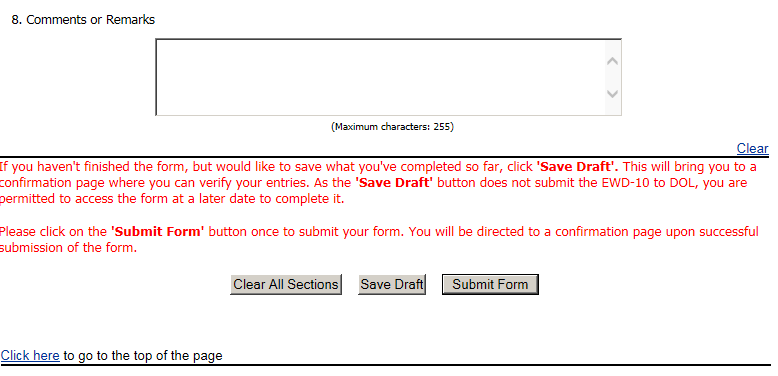 8. Comments or Remarks
(Maximum characters: 255)
Clear
If you haven't finished the form, but would like to save what you've completed so far, click 'Save Draft'. This will bring you to a
confirmation page where you can verify your entries. As the 'Save Draft' button does not submit the EWD-10 to DOL, you are
permitted to access the form at a later date to complete it.
Please click on the 'Submit Form' button once to submit your form. You will be directed to a confirmation page upon successful
submission of the form.
Clear All Sections Save Draft Submit Form
Click here to go to the top of the page